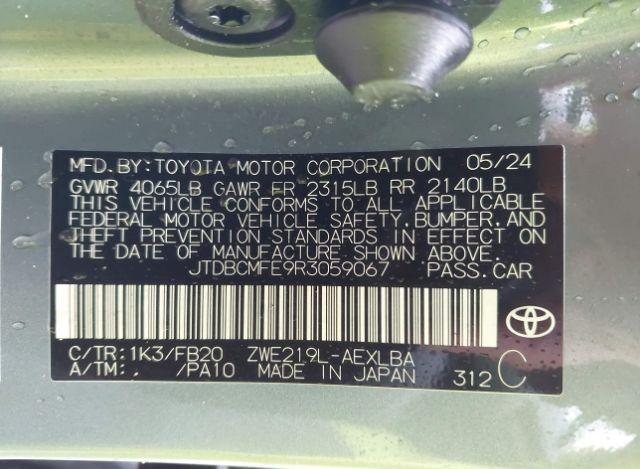 MFD.BY:TOYOTA MOTOR CORPORATION 05/24
GVWR 4065LB GAWR FR 2315LB RR 2140LB
THIS VEHICLE CONFORMS TO ALL APPLICABLE
FEDERAL MOTOR VEHICLE SAFETY,BUMPER,AND
THEFT PREVENTION STANDARDS IN EFFECT ON
THE DATE OF MANUFACTURE SHOWN ABOVE.
JTDBCMFE9R3059067 PASS.CAR
C/TR:1K3/FB20 ZWE219L-AEXLBA
A/TM:. /PA10 MADE IN JAPAN 312 C